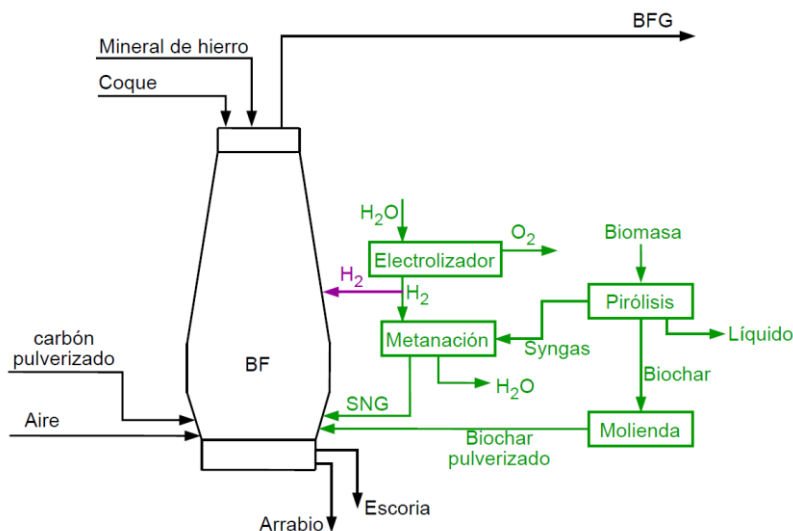 BFG
Mineral de hierro
Coque
H₂O
O₂
Biomasa
Electrolizador
H₂
H₂
Pirólisis
carbón
pulverizado
Metanación
Syngas
Líquido
BF
Biochar
H₂O
SNG
Aire
Molienda
Biochar
pulverizado
Escoria
Arrabio